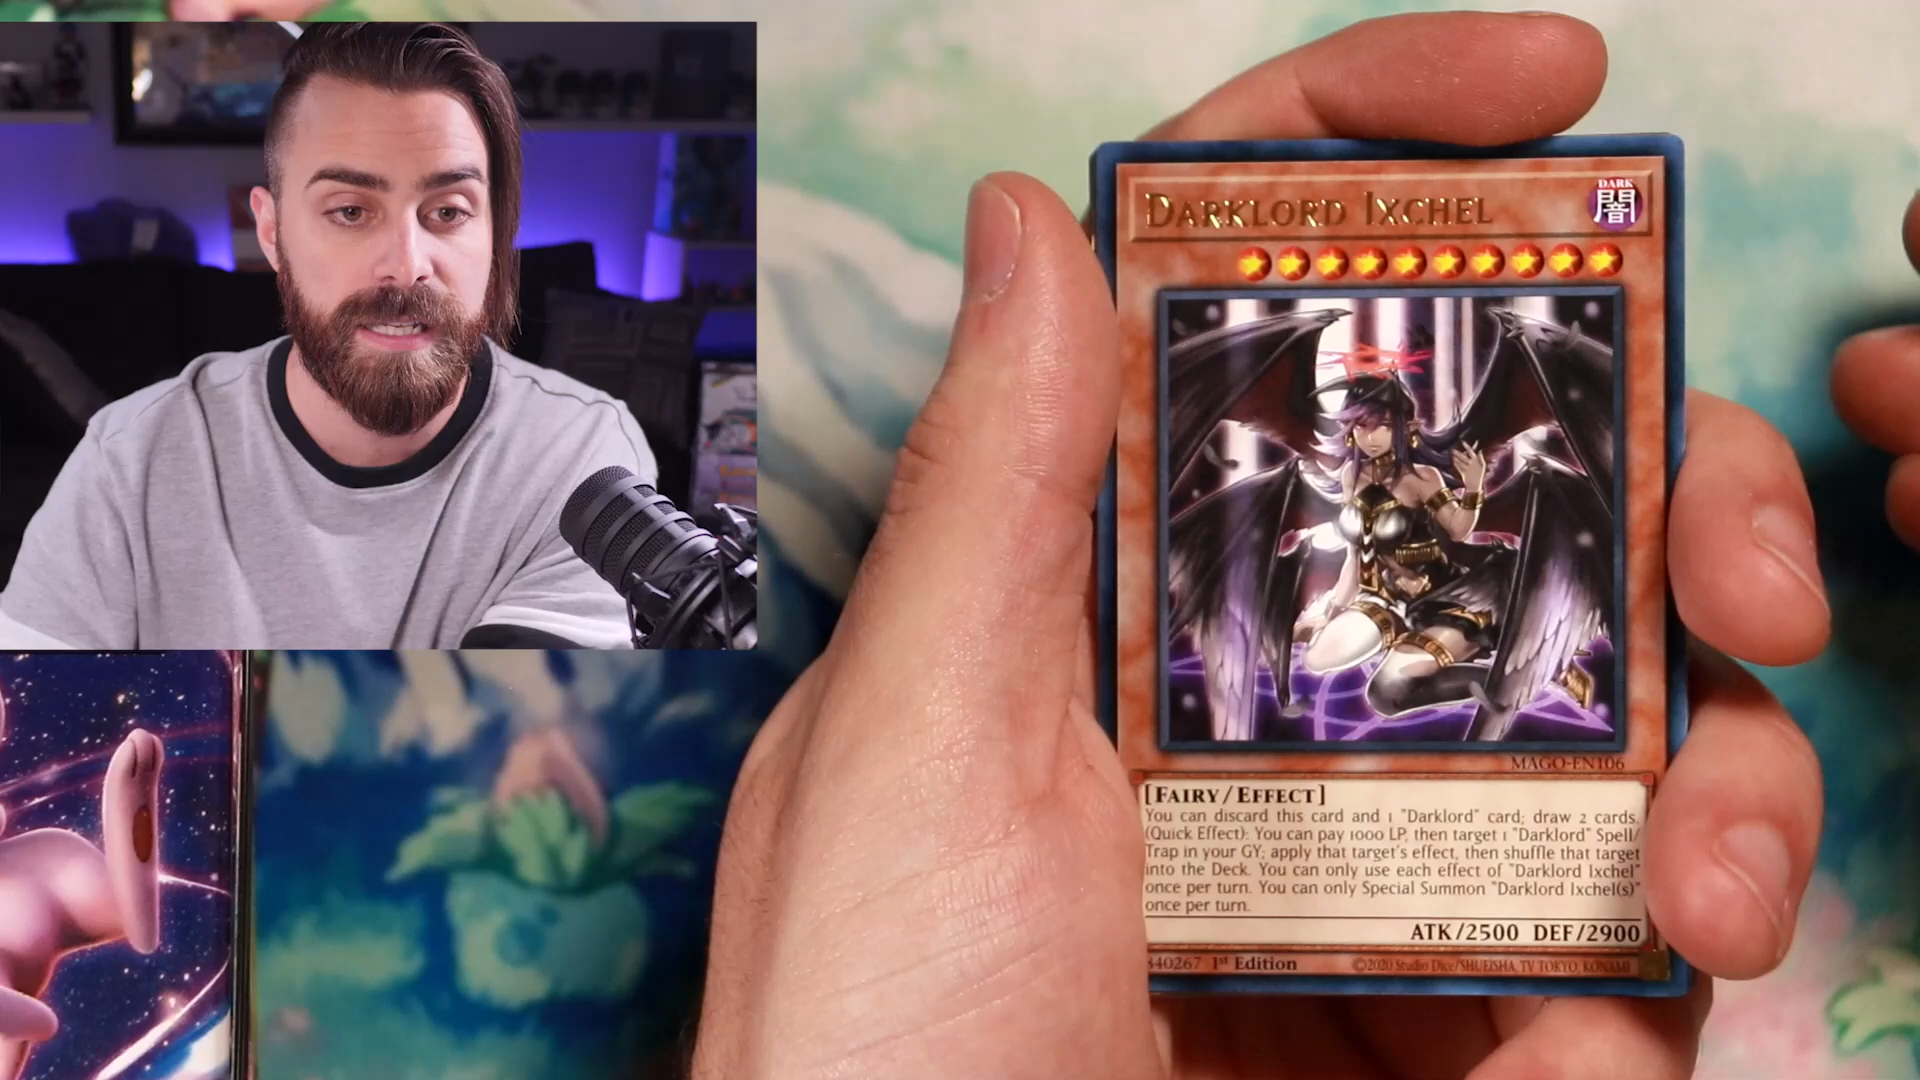 DARKLORD IXCHEL
DARK
闇
MAGO-EN106
[FAIRY/EFFECT]
You can discard this card and 1 "Darklord" card; draw 2 cards.
(Quick Effect): You can pay 1000 LP, then target 1 "Darklord" Spell/
Trap in your GY; apply that target's effect, then shuffle that target
into the Deck. You can only use each effect of "Darklord Ixchel"
once per turn. You can only Special Summon "Darklord Ixchel(s)"
once per turn.
ATK/2500 DEF/2900
40267 1st Edition ©2020 Studio Dice/SHUEISHA, TV TOKYO, KONAMI